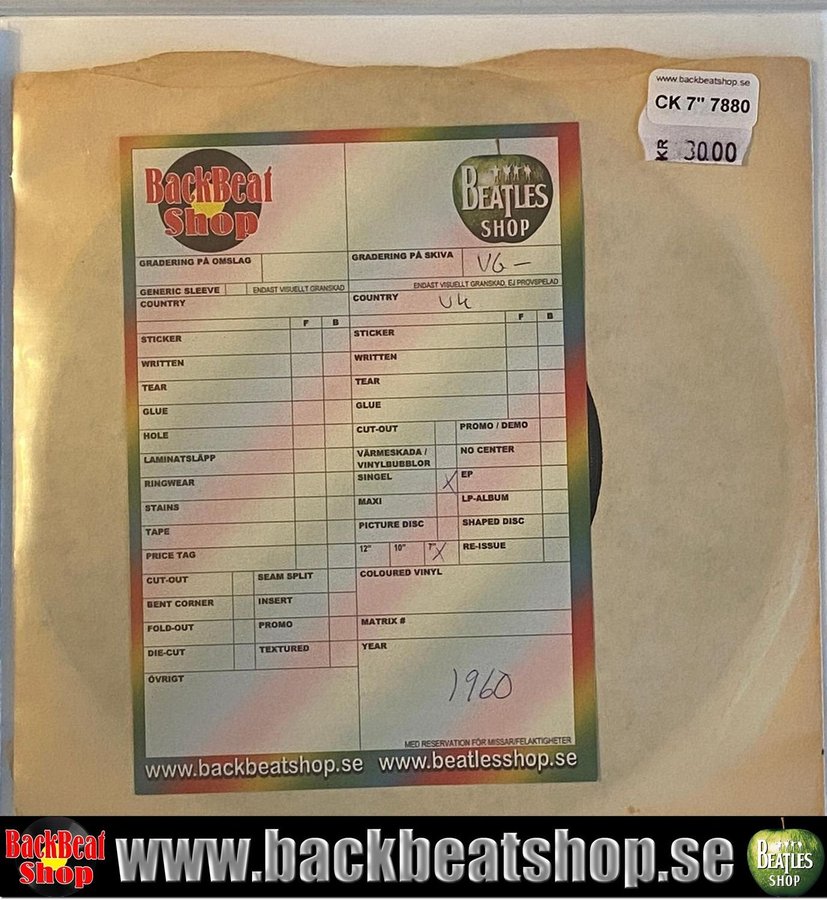 www.backbeatshop.se
CK 7" 7880
KR 30.00
BackBeat
Shop
BEATLES
SHOP
GRADERING PÅ OMSLAG
GRADERING PÅ SKIVA VG-
GENERIC SLEEVE ENDAST VISUELLT GRANSKAD
ENDAST VISUELLT GRANSKAD, EJ PROVSPELAD
COUNTRY
COUNTRY UK
F B
F B
STICKER
STICKER
WRITTEN
WRITTEN
TEAR
TEAR
GLUE
GLUE
HOLE
CUT-OUT PROMO / DEMO
LAMINATSLÄPP
VÄRMESKADA /
VINYLBUBBLOR
NO CENTER
RINGWEAR
SINGEL X EP
STAINS
MAXI LP-ALBUM
TAPE
PICTURE DISC SHAPED DISC
PRICE TAG
12" 10" 7" X RE-ISSUE
CUT-OUT SEAM SPLIT
COLOURED VINYL
BENT CORNER INSERT
FOLD-OUT PROMO
MATRIX #
DIE-CUT TEXTURED
YEAR
ÖVRIGT
1960
MED RESERVATION FÖR MISSAR/FELAKTIGHETER
www.backbeatshop.se www.beatlesshop.se
BackBeat
Shop
www.backbeatshop.se
BEATLES
SHOP